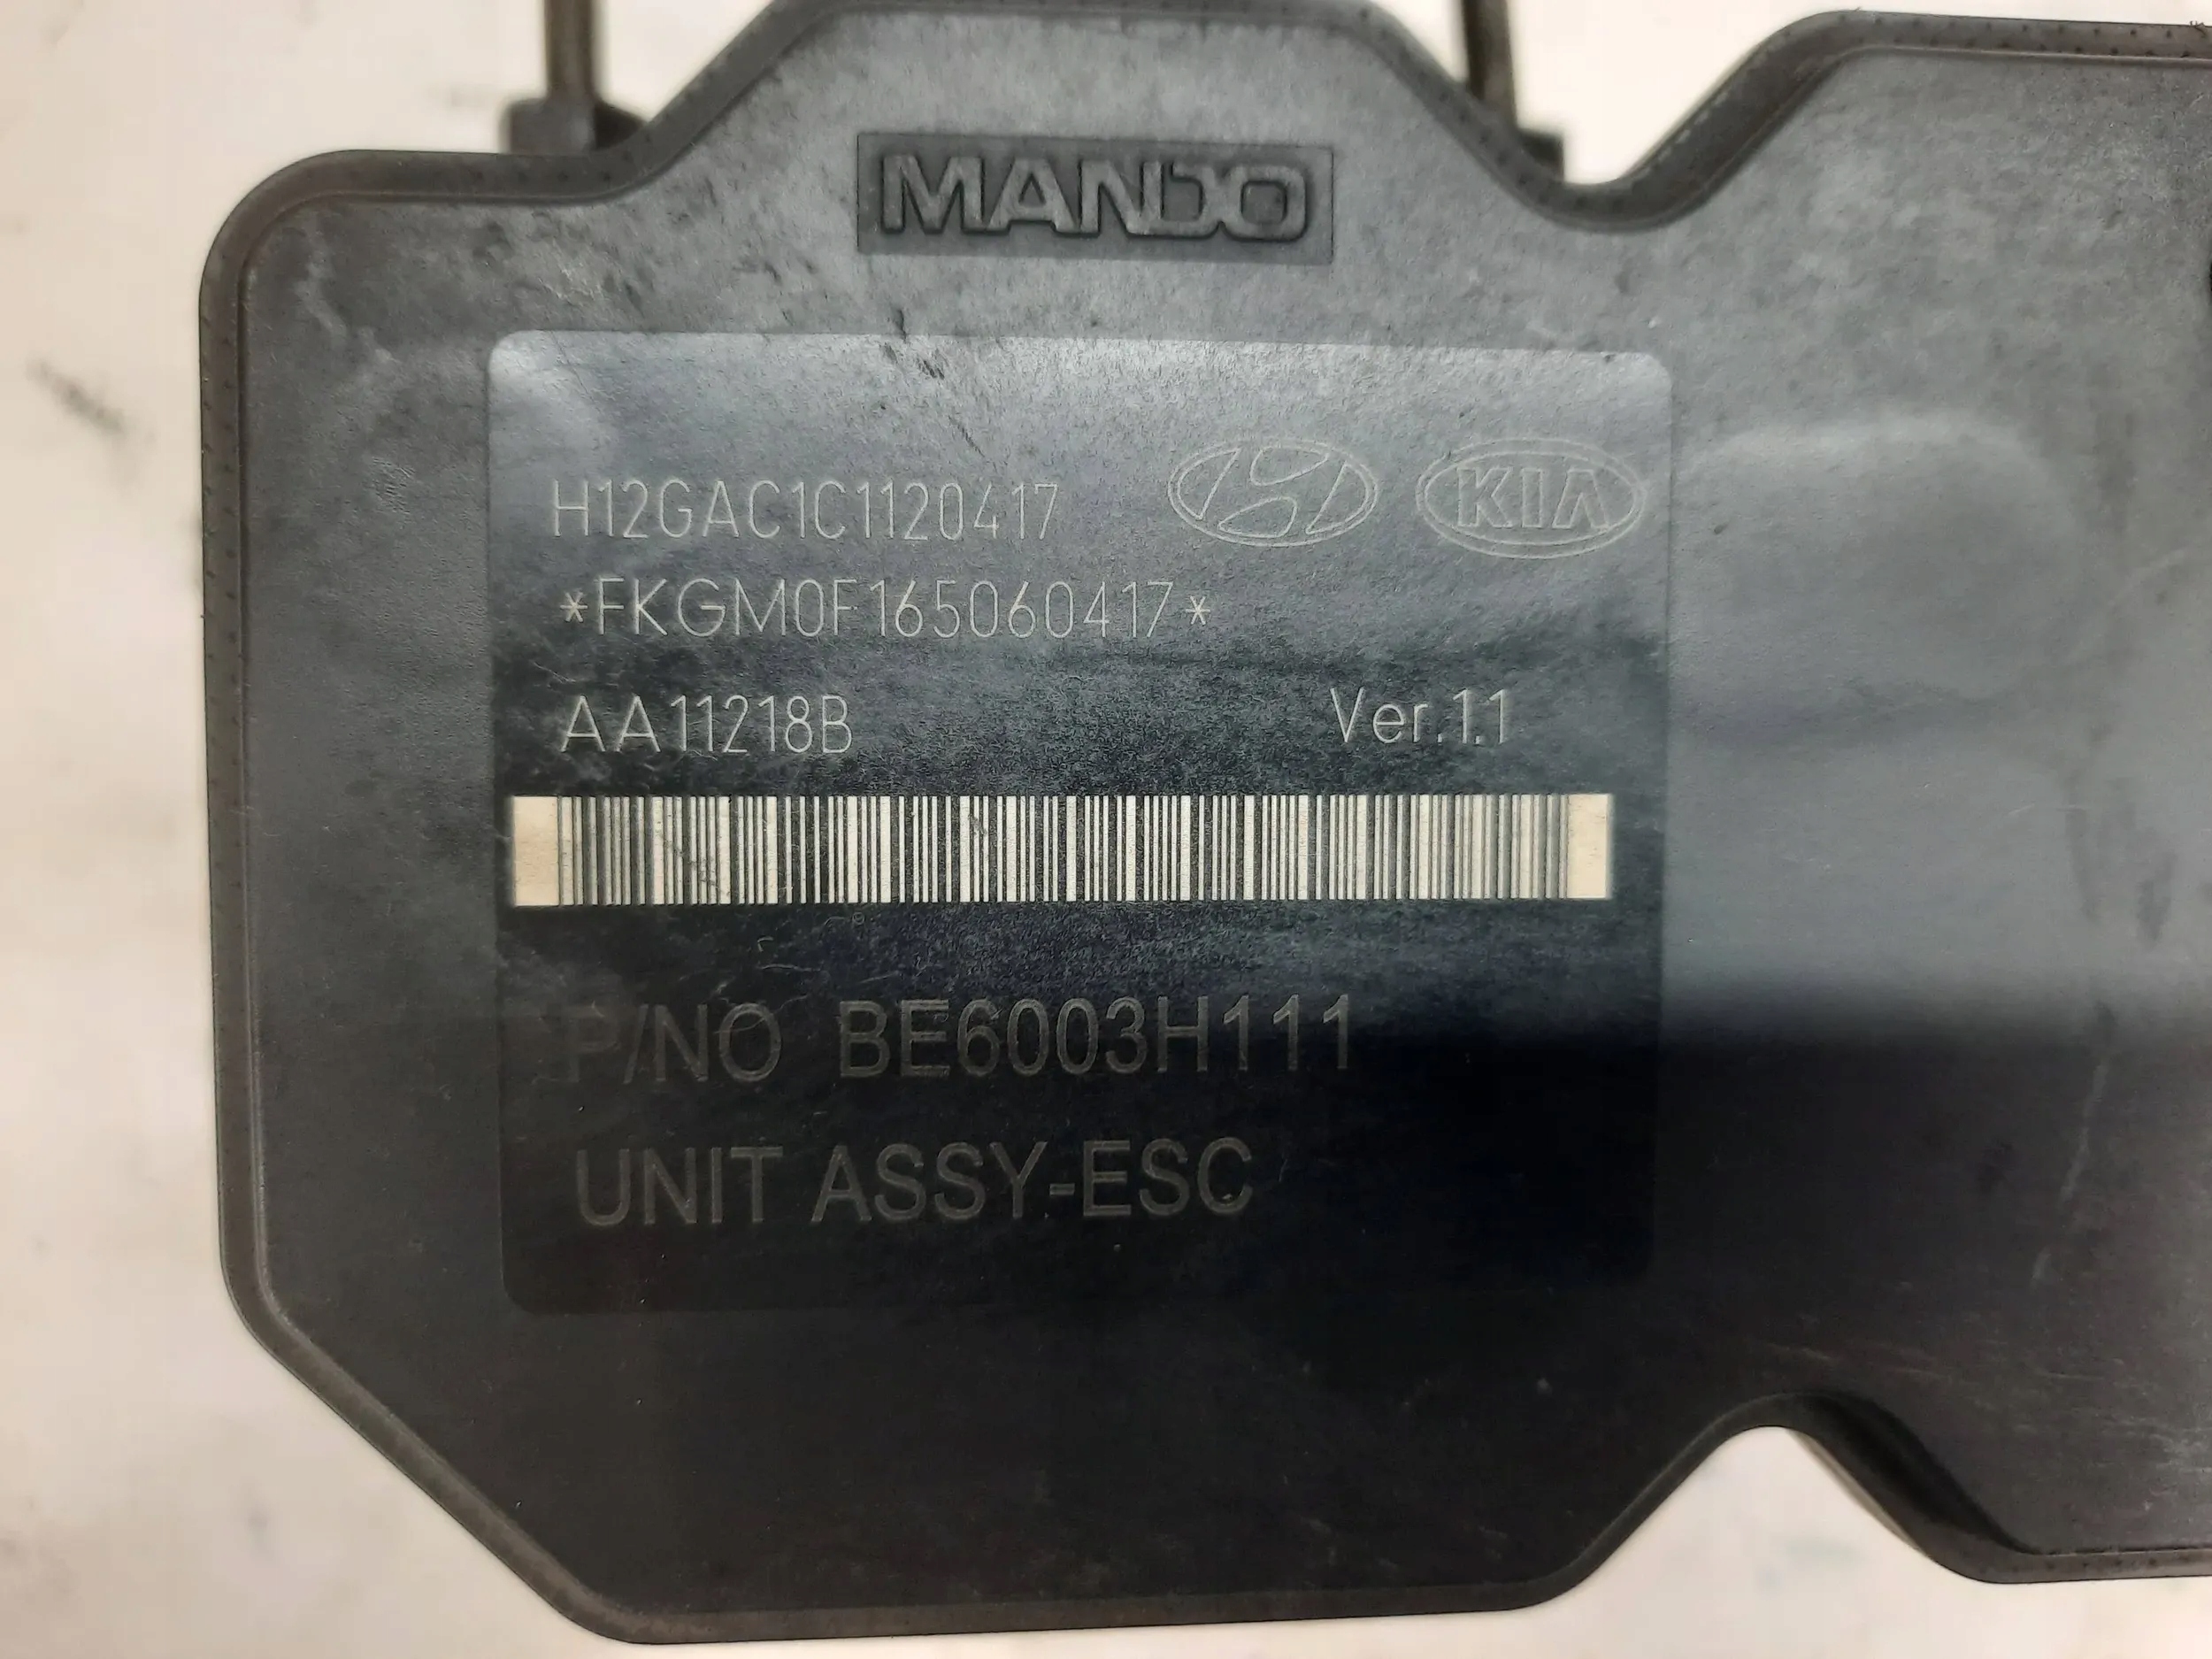 MANDO
H12GAC1C1120417 KIA
*FKGM0F165060417*
AA11218B Ver.1.1
P/NO BE6003H111
UNIT ASSY-ESC